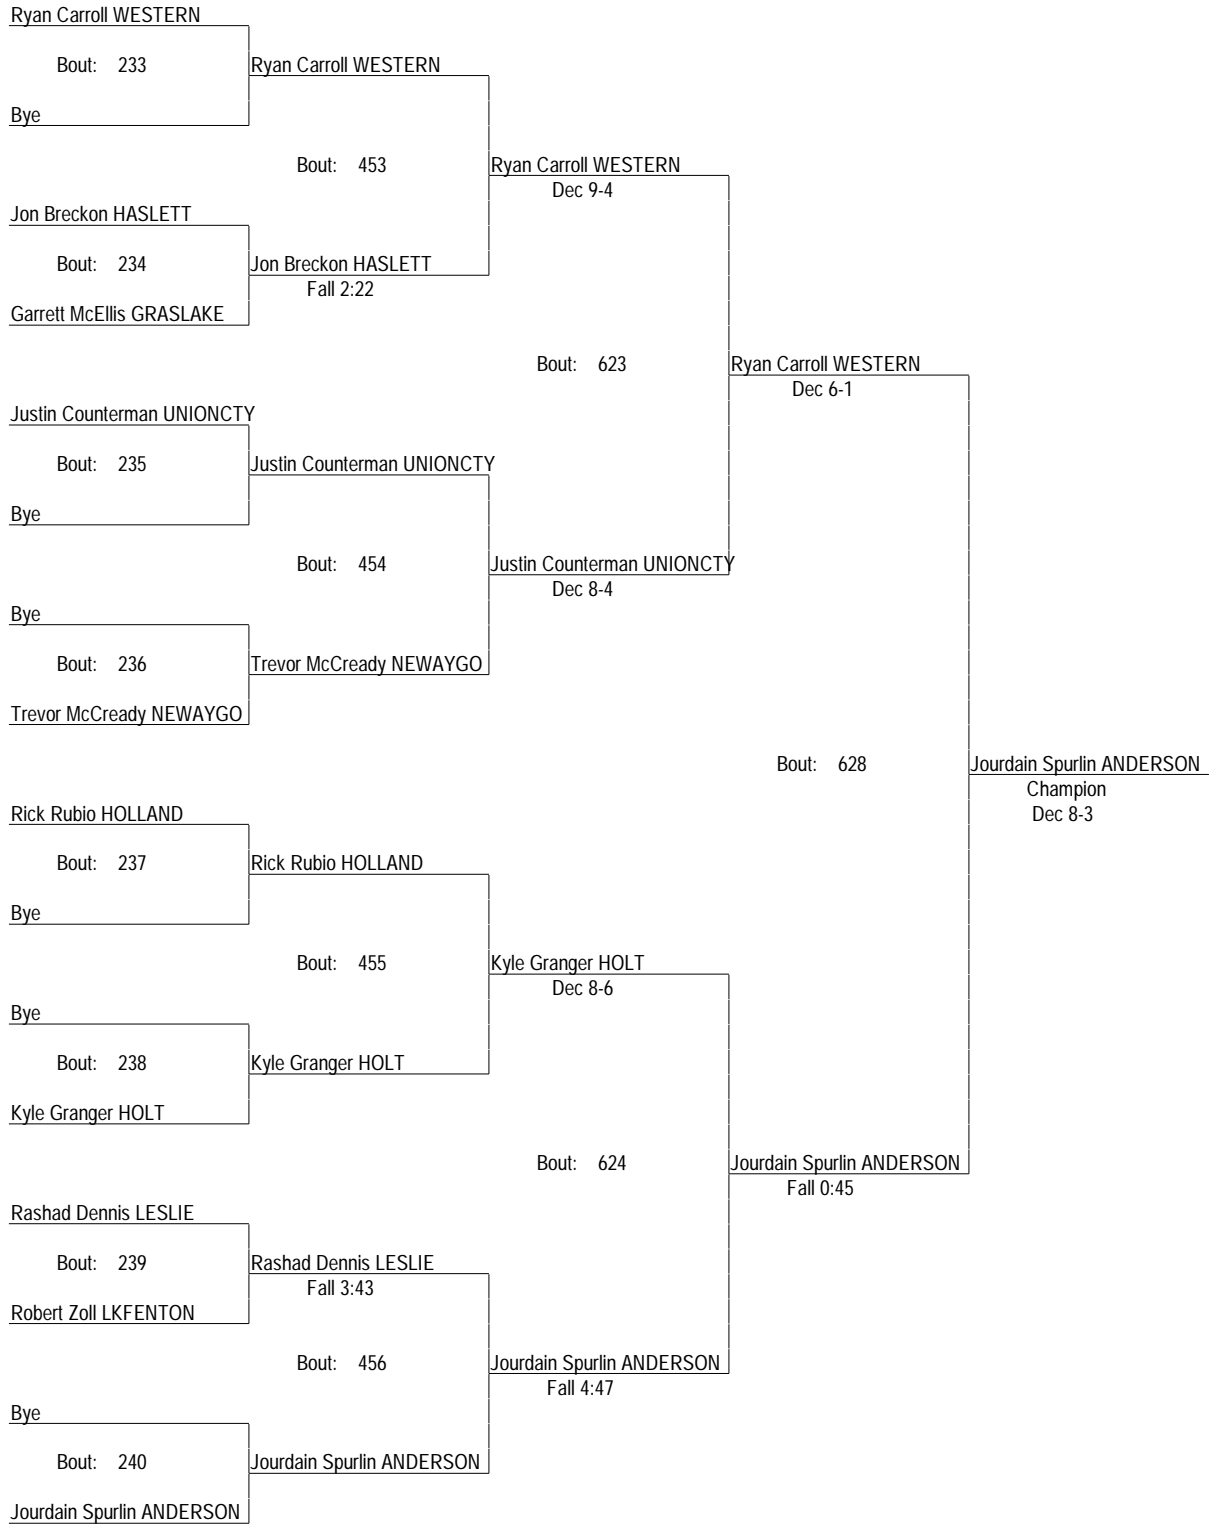 Ryan Carroll WESTERN
Bout: 233 Ryan Carroll WESTERN
Bye
Bout: 453 Ryan Carroll WESTERN
Dec 9-4
Jon Breckon HASLETT
Bout: 234 Jon Breckon HASLETT
Fall 2:22
Garrett McEllis GRASLAKE
Bout: 623 Ryan Carroll WESTERN
Dec 6-1
Justin Counterman UNIONCTY
Bout: 235 Justin Counterman UNIONCTY
Bye
Bout: 454 Justin Counterman UNIONCTY
Dec 8-4
Bye
Bout: 236 Trevor McCready NEWAYGO
Trevor McCready NEWAYGO
Bout: 628 Jourdain Spurlin ANDERSON
Champion
Rick Rubio HOLLAND Dec 8-3
Bout: 237 Rick Rubio HOLLAND
Bye
Bout: 455 Kyle Granger HOLT
Dec 8-6
Bye
Bout: 238 Kyle Granger HOLT
Kyle Granger HOLT
Bout: 624 Jourdain Spurlin ANDERSON
Fall 0:45
Rashad Dennis LESLIE
Bout: 239 Rashad Dennis LESLIE
Fall 3:43
Robert Zoll LKFENTON
Bout: 456 Jourdain Spurlin ANDERSON
Fall 4:47
Bye
Bout: 240 Jourdain Spurlin ANDERSON
Jourdain Spurlin ANDERSON